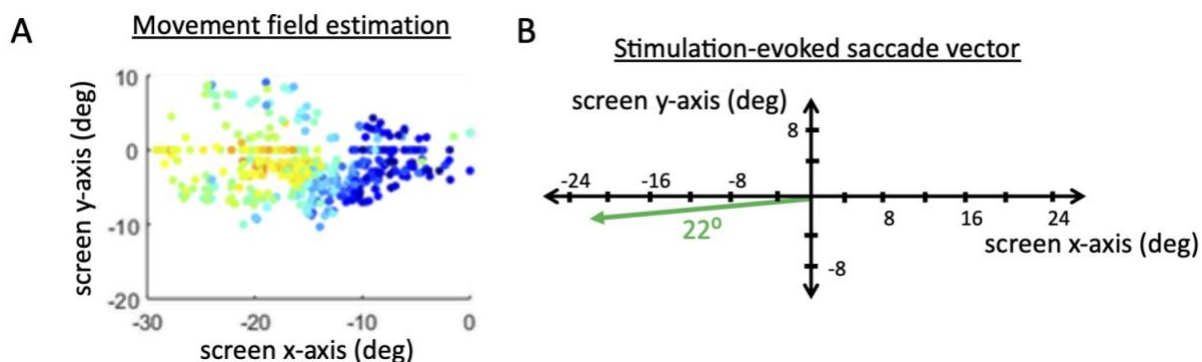 A
Movement field estimation
screen y-axis (deg)
10
0
-10
-20
-30
-20
-10
0
screen x-axis (deg)
B
Stimulation-evoked saccade vector
screen y-axis (deg)
8
-24
-16
-8
22⁰
8
16
24
screen x-axis (deg)
-8